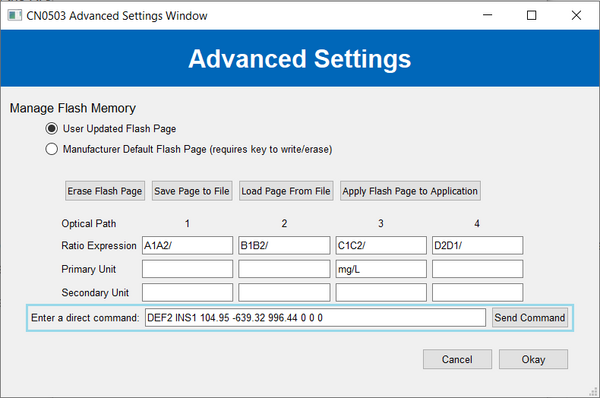 CN0503 Advanced Settings Window
Advanced Settings
Manage Flash Memory
User Updated Flash Page
Manufacturer Default Flash Page (requires key to write/erase)
Erase Flash Page Save Page to File Load Page From File Apply Flash Page to Application
Optical Path 1 2 3 4
Ratio Expression A1A2/ B1B2/ C1C2/ D2D1/
Primary Unit mg/L
Secondary Unit
Enter a direct command: DEF2 INS1 104.95 -639.32 996.44 0 0 0 Send Command
Cancel Okay